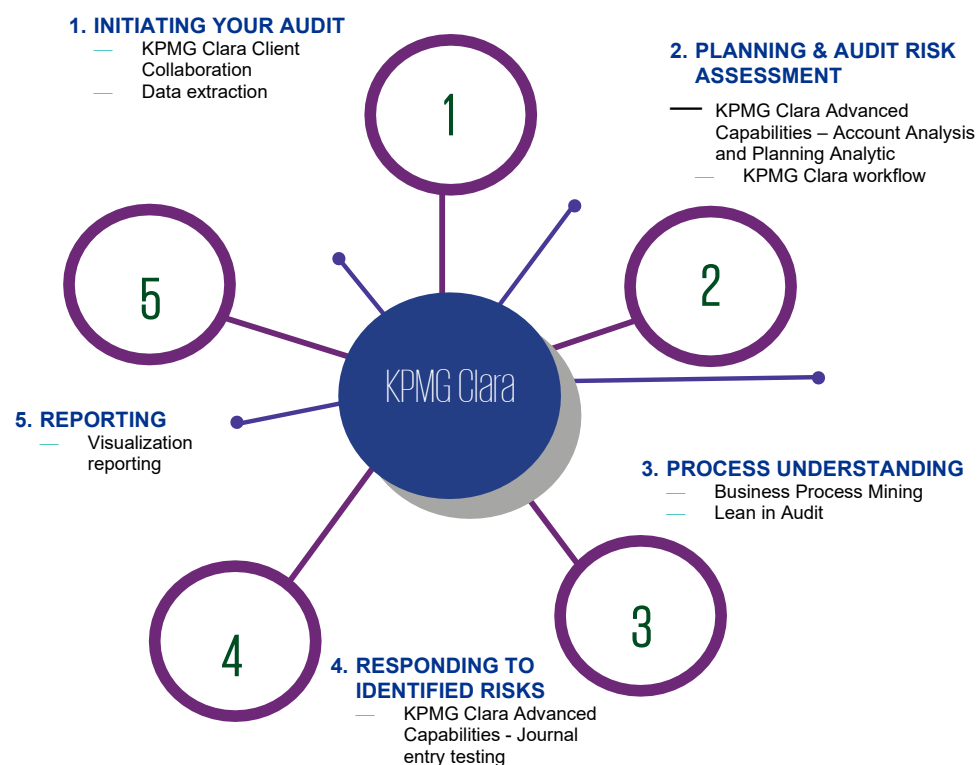 1. INITIATING YOUR AUDIT
— KPMG Clara Client
Collaboration
— Data extraction
1
2. PLANNING & AUDIT RISK
ASSESSMENT
— KPMG Clara Advanced
Capabilities – Account Analysis
and Planning Analytic
— KPMG Clara workflow
2
5
KPMG Clara
5. REPORTING
— Visualization
reporting
3. PROCESS UNDERSTANDING
— Business Process Mining
— Lean in Audit
3
4
4. RESPONDING TO
IDENTIFIED RISKS
— KPMG Clara Advanced
Capabilities - Journal
entry testing